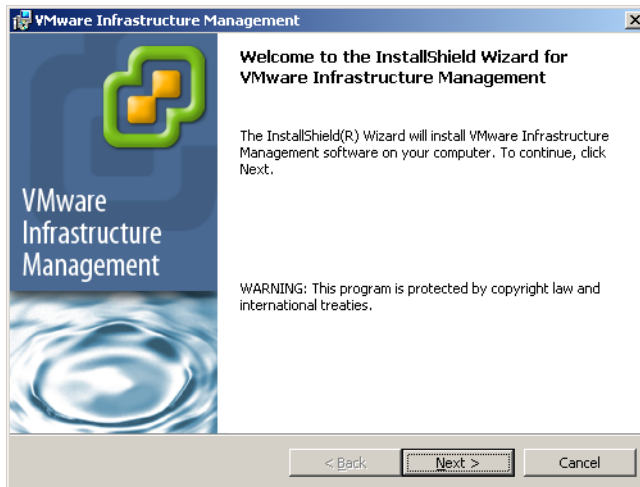 VMware Infrastructure Management
Welcome to the InstallShield Wizard for
VMware Infrastructure Management
The InstallShield(R) Wizard will install VMware Infrastructure
Management software on your computer. To continue, click
Next.
VMware
Infrastructure
Management
WARNING: This program is protected by copyright law and
international treaties.
< Back
Next >
Cancel